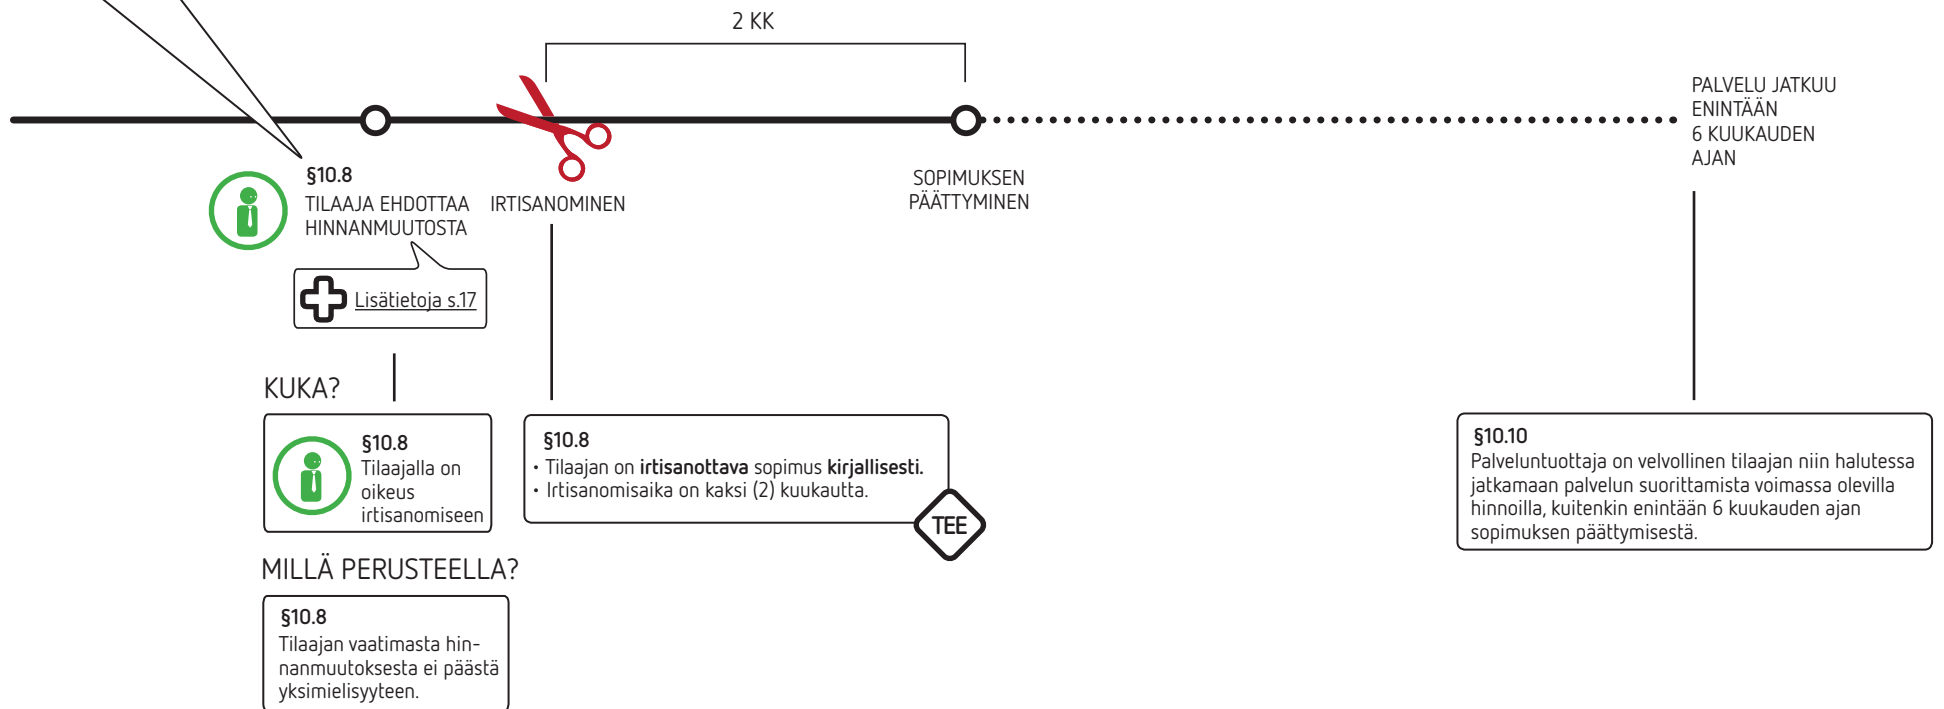 2 KK
PALVELU JATKUU
ENINTÄÄN
6 KUUKAUDEN
AJAN
§10.8
TILAAJA EHDOTTAA
HINNANMUUTOSTA
IRTISANOMINEN
SOPIMUKSEN
PÄÄTTYMINEN
Lisätietoja s.17
KUKA?
§10.8
Tilaajalla on
oikeus
irtisanomiseen
§10.8
• Tilaajan on irtisanottava sopimus kirjallisesti.
• Irtisanomisaika on kaksi (2) kuukautta.
TEE
§10.10
Palveluntuottaja on velvollinen tilaajan niin halutessa
jatkamaan palvelun suorittamista voimassa olevilla
hinnoilla, kuitenkin enintään 6 kuukauden ajan
sopimuksen päättymisestä.
MILLÄ PERUSTEELLA?
§10.8
Tilaajan vaatimasta hin-
nanmuutoksesta ei päästä
yksimielisyyteen.